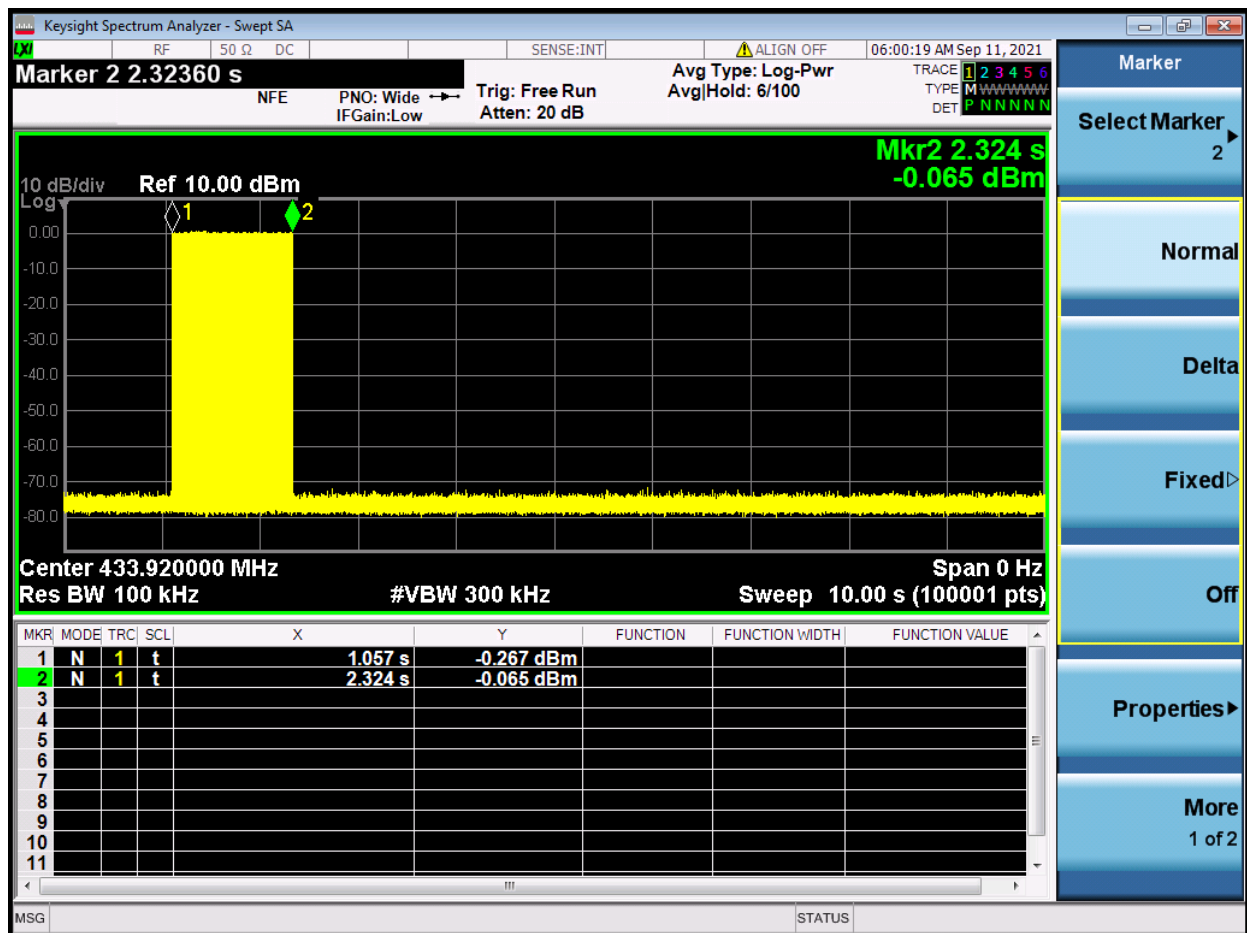 Keysight Spectrum Analyzer - Swept SA
LXI RF 50 Ω DC SENSE:INT ALIGN OFF 06:00:19 AM Sep 11, 2021
Marker 2 2.32360 s
NFE
PNO: Wide
IFGain:Low
Trig: Free Run
Atten: 20 dB
Avg Type: Log-Pwr
Avg|Hold: 6/100
TRACE 1 2 3 4 5 6
TYPE M WWWWW
DET P N N N N N
Mkr2 2.324 s
-0.065 dBm
10 dB/div Ref 10.00 dBm
Log
1 2
0.00
-10.0
-20.0
-30.0
-40.0
-50.0
-60.0
-70.0
-80.0
Center 433.920000 MHz Span 0 Hz
Res BW 100 kHz #VBW 300 kHz Sweep 10.00 s (100001 pts)
MKR MODE TRC SCL X Y FUNCTION FUNCTION WIDTH FUNCTION VALUE
1 N 1 t 1.057 s -0.267 dBm
2 N 1 t 2.324 s -0.065 dBm
3
4
5
6
7
8
9
10
11
MSG STATUS
Marker
Select Marker
2
Normal
Delta
Fixed
Off
Properties
More
1 of 2